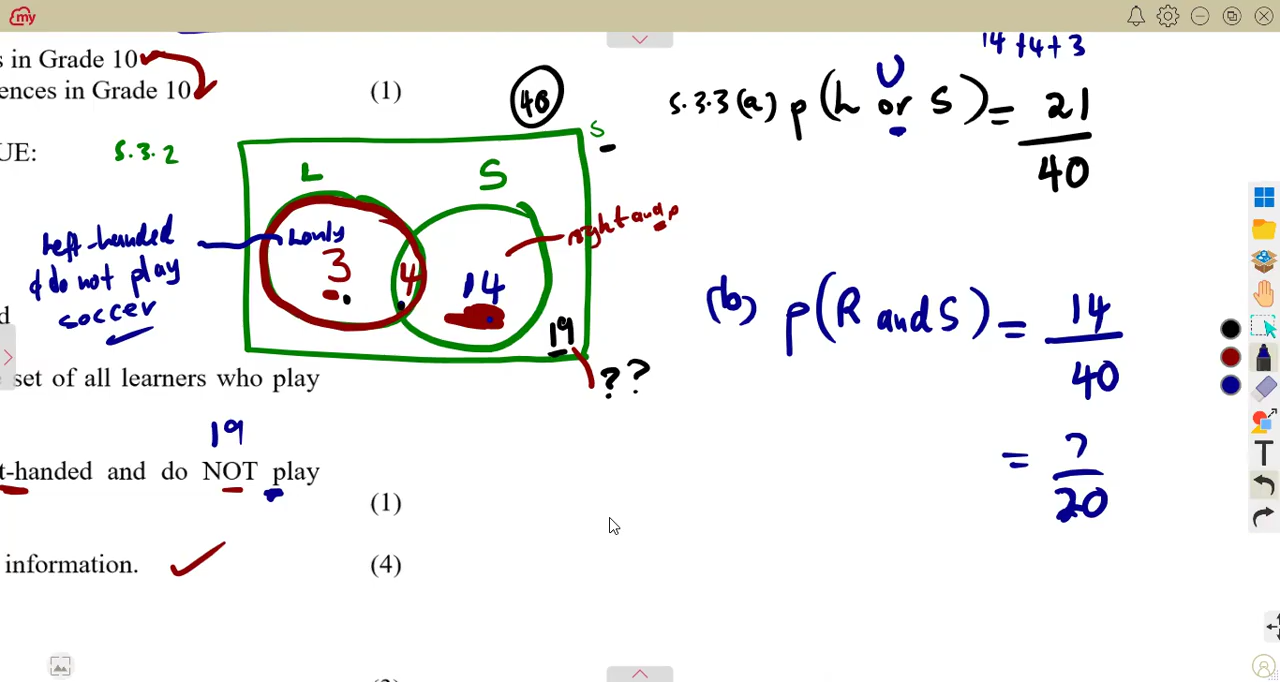 my
s in Grade 10
ences in Grade 10
(1)
UE:
5.3.2
40
S
L
S
Left-handed
& do not play
soccer
L only
3
4
14
right and p
19
??
set of all learners who play
19
t-handed and do NOT play
(1)
information.
(4)
14 + 4 + 3
U
5.3.3 (a) P(L or S) = 21
40
(b) P(R and S) = 14
40
= 7
20
T